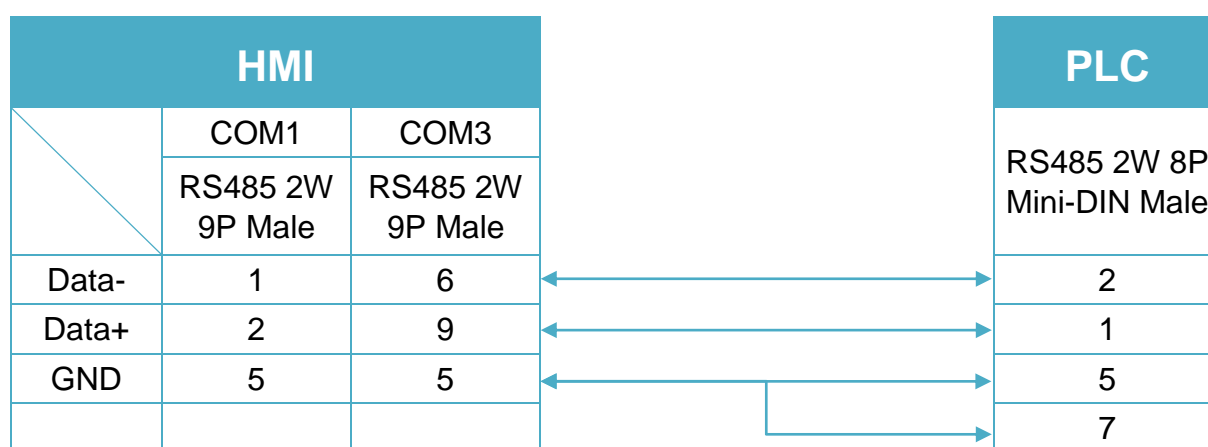 HMI PLC
COM1 COM3
RS485 2W 9P Male RS485 2W 9P Male RS485 2W 8P Mini-DIN Male
Data- 1 6 2
Data+ 2 9 1
GND 5 5 5
7